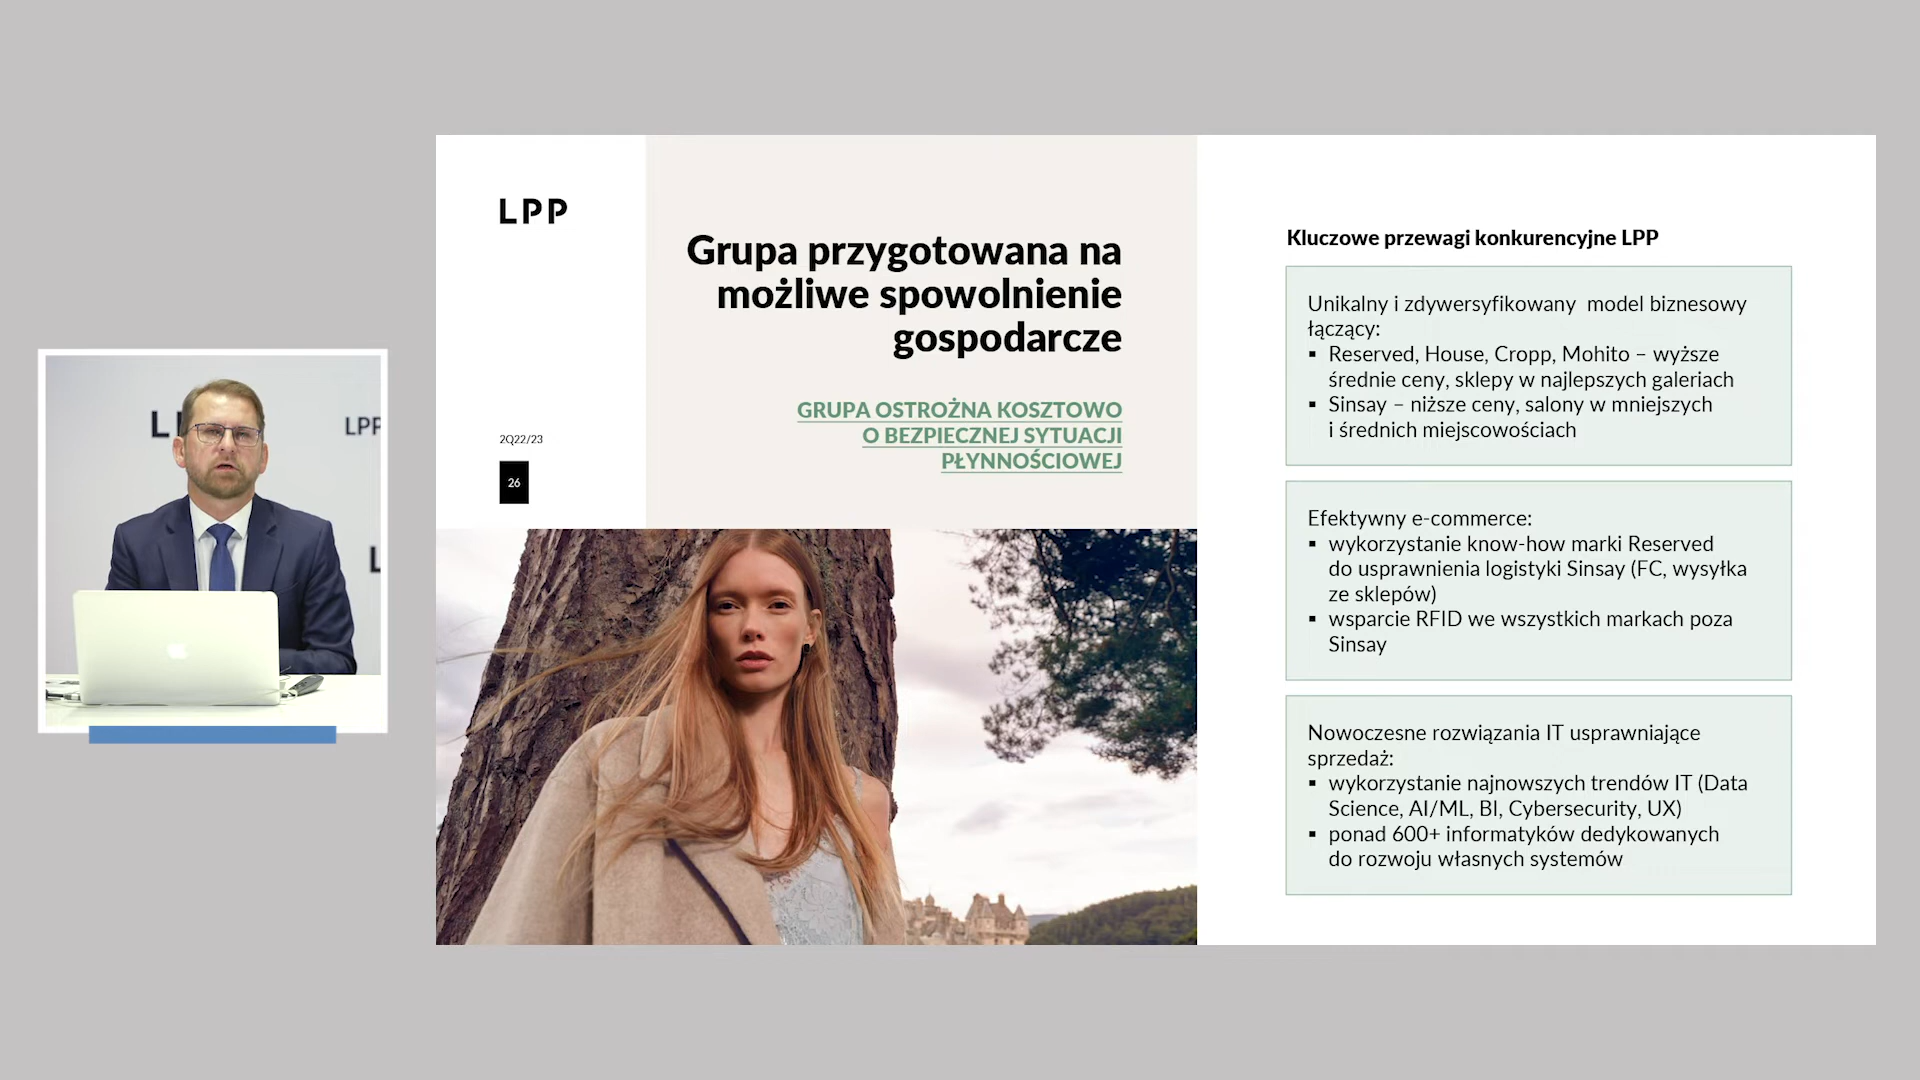 LPP
Grupa przygotowana na
możliwe spowolnienie
gospodarcze
GRUPA OSTROŻNA KOSZTOWO
O BEZPIECZNEJ SYTUACJI
PŁYNNOŚCIOWEJ
2Q22/23
26
Kluczowe przewagi konkurencyjne LPP
Unikalny i zdywersyfikowany model biznesowy
łączący:
▪ Reserved, House, Cropp, Mohito – wyższe
średnie ceny, sklepy w najlepszych galeriach
▪ Sinsay – niższe ceny, salony w mniejszych
i średnich miejscowościach
Efektywny e-commerce:
▪ wykorzystanie know-how marki Reserved
do usprawnienia logistyki Sinsay (FC, wysyłka
ze sklepów)
▪ wsparcie RFID we wszystkich markach poza
Sinsay
Nowoczesne rozwiązania IT usprawniające
sprzedaż:
▪ wykorzystanie najnowszych trendów IT (Data
Science, AI/ML, BI, Cybersecurity, UX)
▪ ponad 600+ informatyków dedykowanych
do rozwoju własnych systemów
LPP